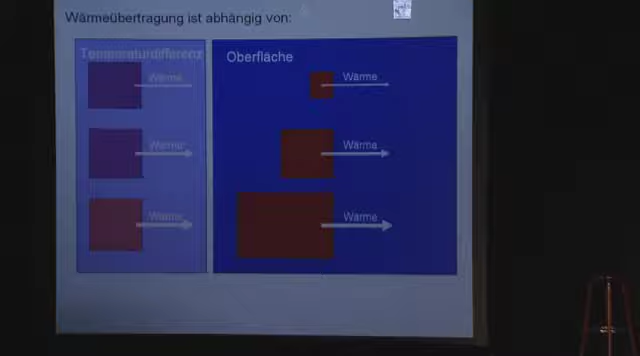 Wärmeübertragung ist abhängig von:
Temperaturdifferenz
Wärme
Wärme
Wärme
Oberfläche
Wärme
Wärme
Wärme